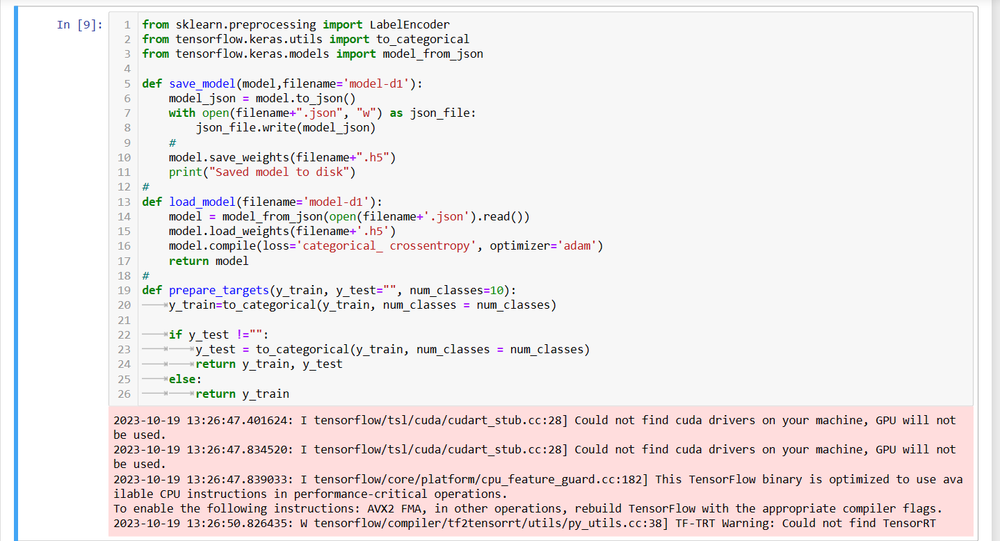 In [9]:
1 from sklearn.preprocessing import LabelEncoder
2 from tensorflow.keras.utils import to_categorical
3 from tensorflow.keras.models import model_from_json
4
5 def save_model(model,filename='model-d1'):
6     model_json = model.to_json()
7     with open(filename+".json", "w") as json_file:
8         json_file.write(model_json)
9     #
10     model.save_weights(filename+".h5")
11     print("Saved model to disk")
12 #
13 def load_model(filename='model-d1'):
14     model = model_from_json(open(filename+'.json').read())
15     model.load_weights(filename+'.h5')
16     model.compile(loss='categorical_ crossentropy', optimizer='adam')
17     return model
18 #
19 def prepare_targets(y_train, y_test="", num_classes=10):
20     y_train=to_categorical(y_train, num_classes = num_classes)
21
22     if y_test !="":
23         y_test = to_categorical(y_train, num_classes = num_classes)
24         return y_train, y_test
25     else:
26         return y_train
2023-10-19 13:26:47.401624: I tensorflow/tsl/cuda/cudart_stub.cc:28] Could not find cuda drivers on your machine, GPU will not
be used.
2023-10-19 13:26:47.834520: I tensorflow/tsl/cuda/cudart_stub.cc:28] Could not find cuda drivers on your machine, GPU will not
be used.
2023-10-19 13:26:47.839033: I tensorflow/core/platform/cpu_feature_guard.cc:182] This TensorFlow binary is optimized to use ava
ilable CPU instructions in performance-critical operations.
To enable the following instructions: AVX2 FMA, in other operations, rebuild TensorFlow with the appropriate compiler flags.
2023-10-19 13:26:50.826435: W tensorflow/compiler/tf2tensorrt/utils/py_utils.cc:38] TF-TRT Warning: Could not find TensorRT